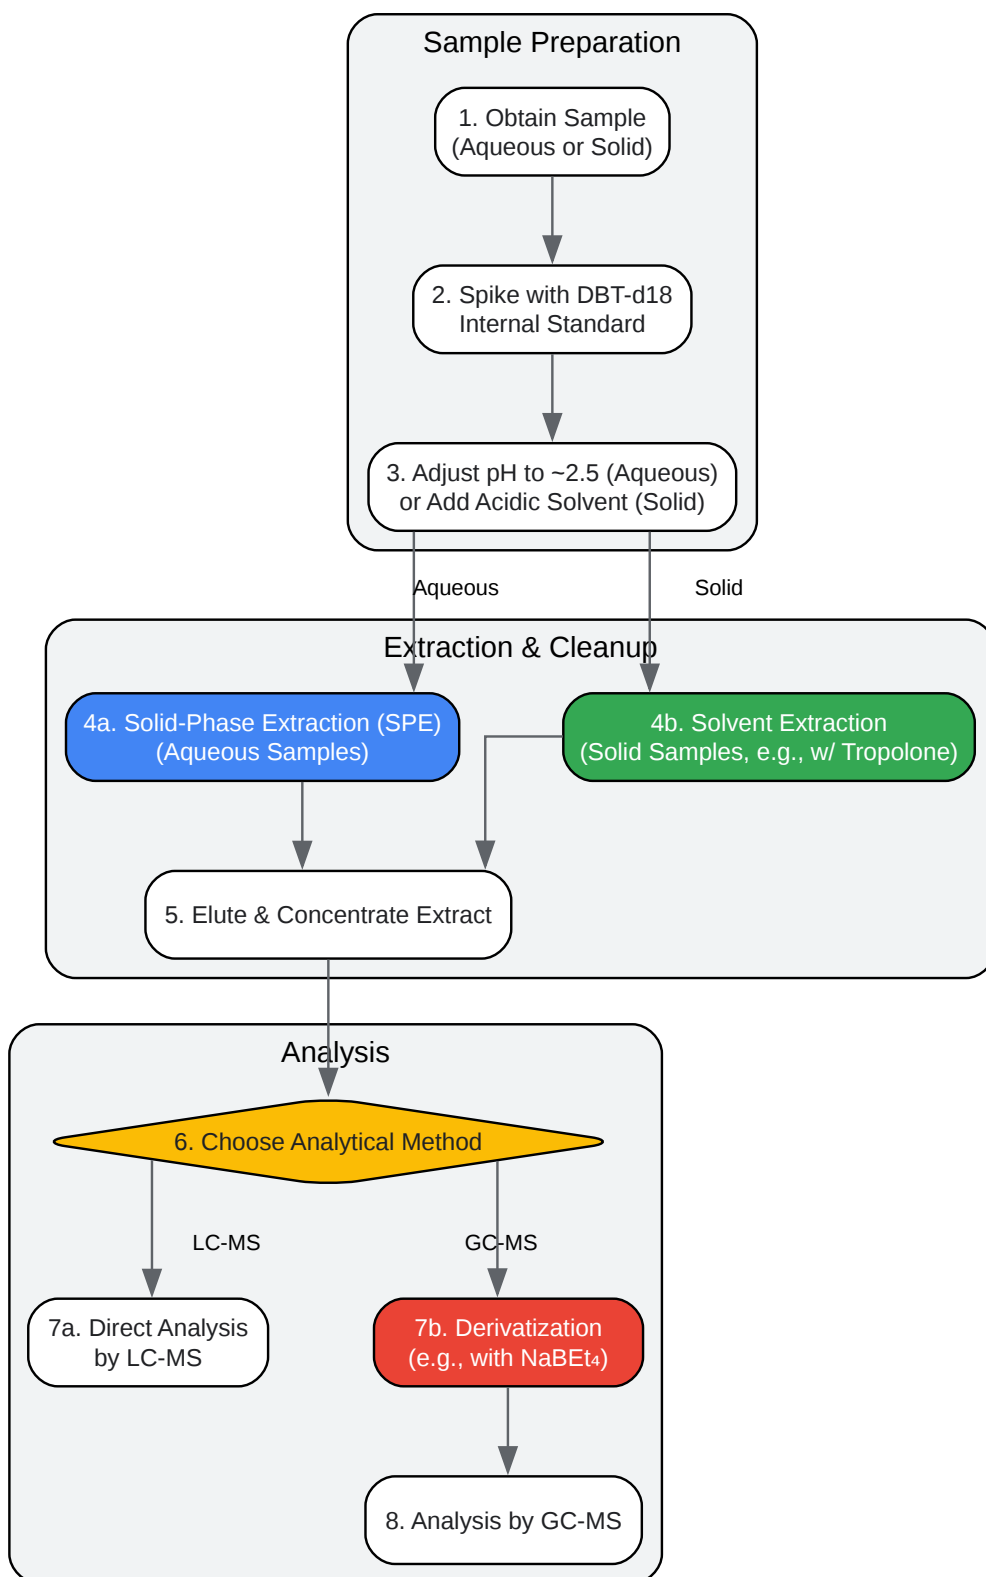 Sample Preparation
1. Obtain Sample
(Aqueous or Solid)
2. Spike with DBT-d18
Internal Standard
3. Adjust pH to ~2.5 (Aqueous)
or Add Acidic Solvent (Solid)
Aqueous
Solid
Extraction & Cleanup
4a. Solid-Phase Extraction (SPE)
(Aqueous Samples)
4b. Solvent Extraction
(Solid Samples, e.g., w/ Tropolone)
5. Elute & Concentrate Extract
Analysis
6. Choose Analytical Method
LC-MS
GC-MS
7a. Direct Analysis
by LC-MS
7b. Derivatization
(e.g., with NaBEt₄)
8. Analysis by GC-MS